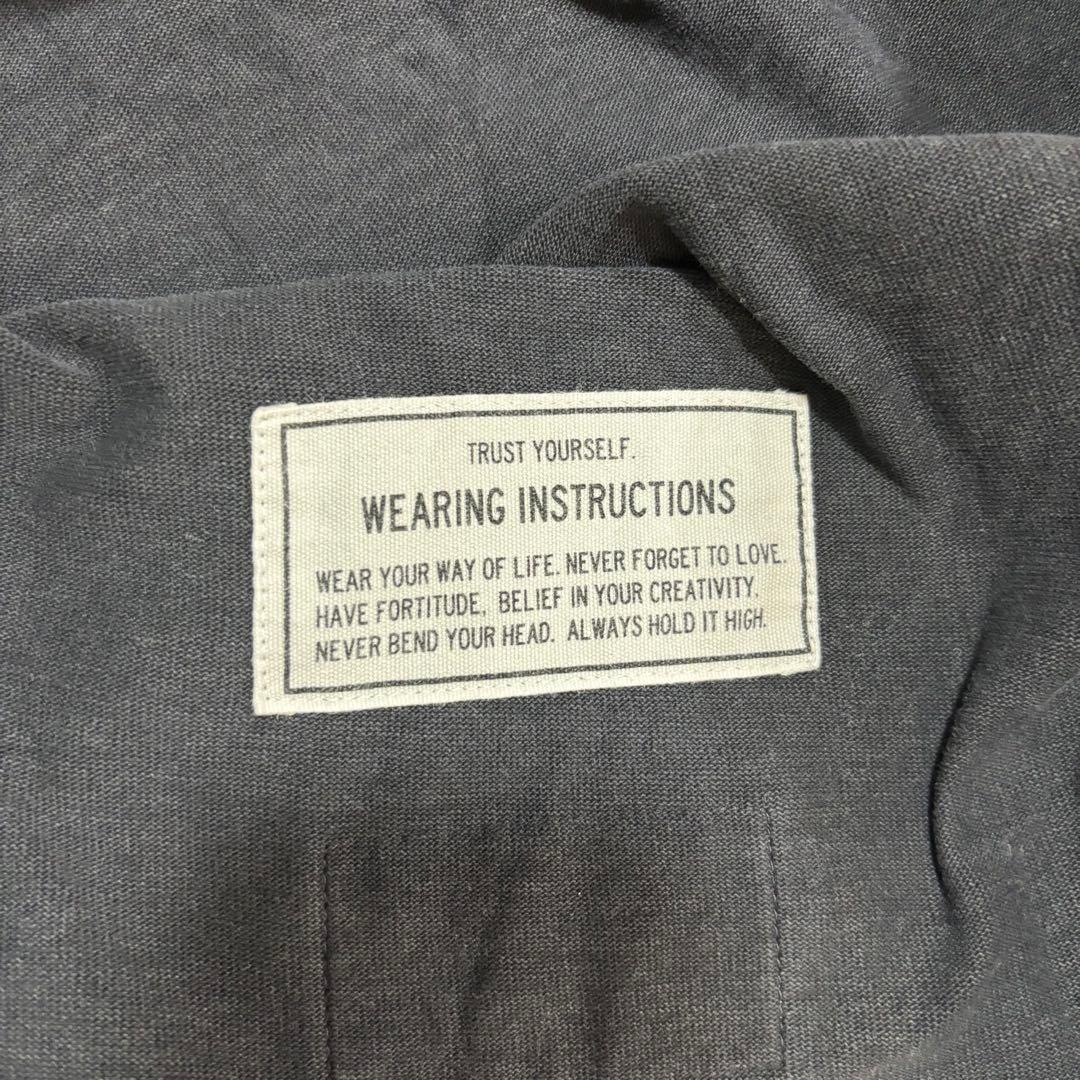 TRUST YOURSELF.
WEARING INSTRUCTIONS
WEAR YOUR WAY OF LIFE. NEVER FORGET TO LOVE.
HAVE FORTITUDE, BELIEF IN YOUR CREATIVITY.
NEVER BEND YOUR HEAD. ALWAYS HOLD IT HIGH.